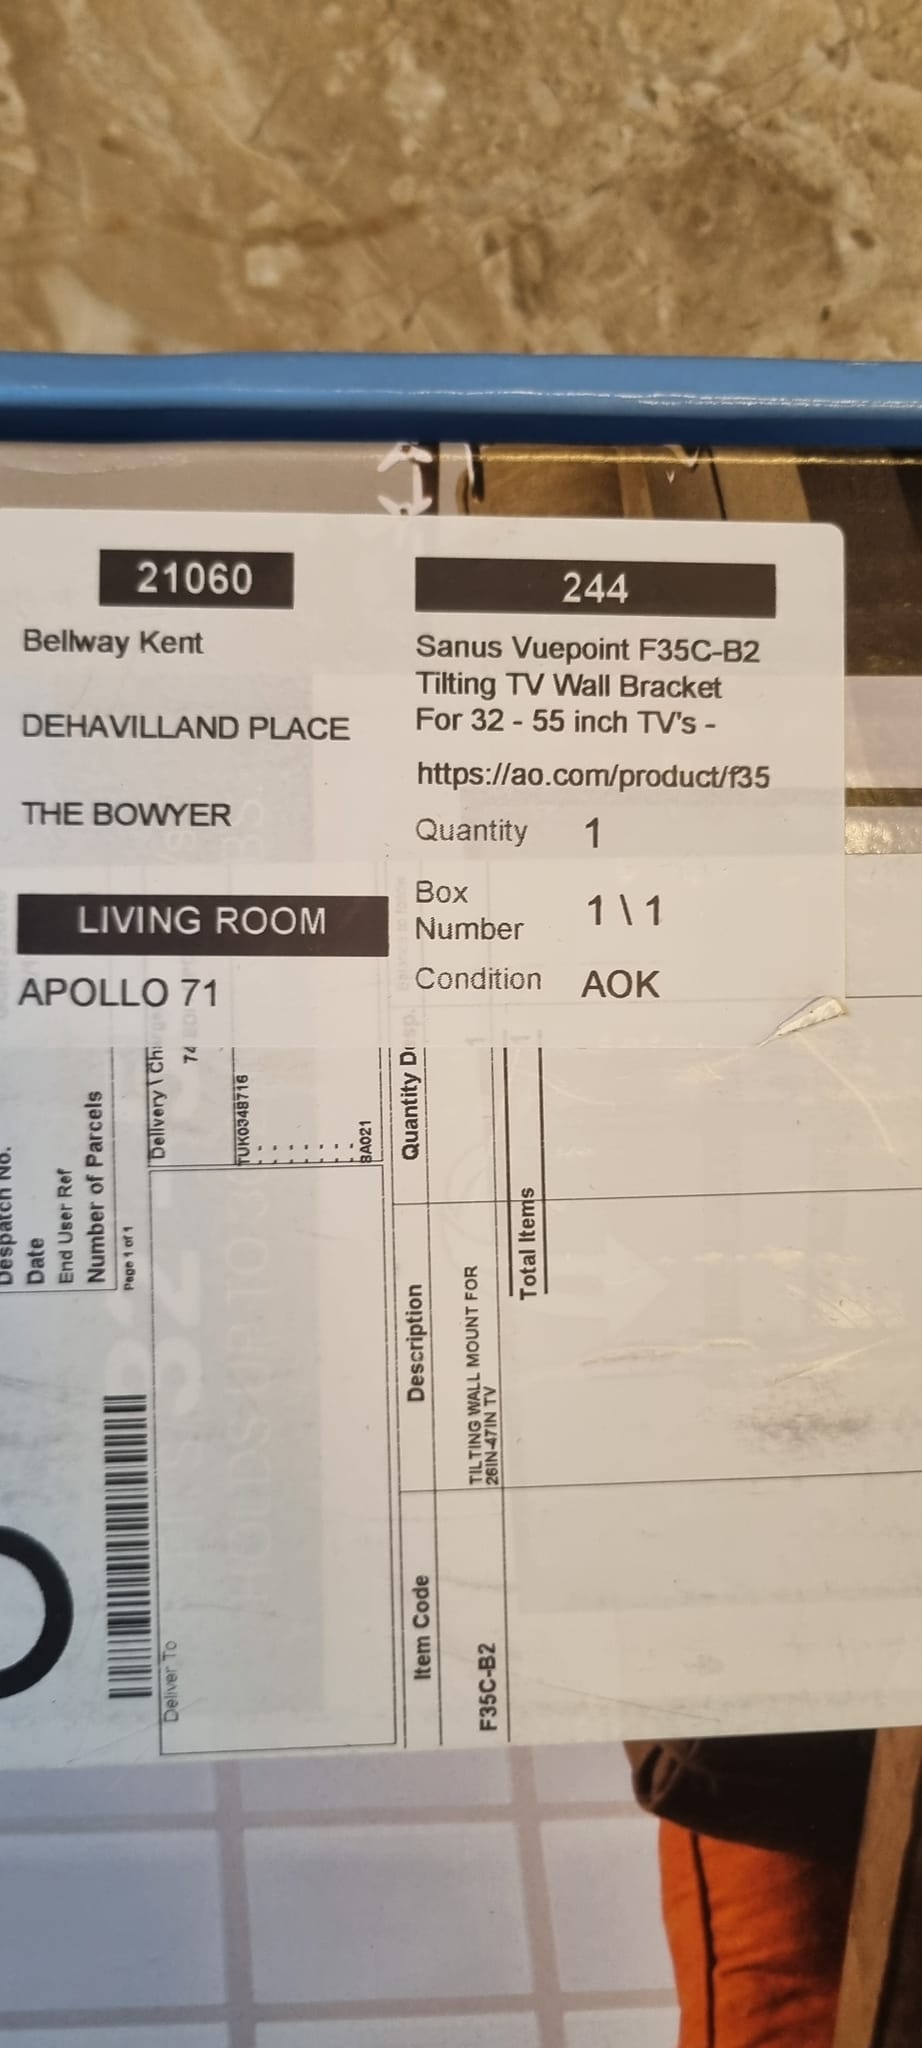 21060
Bellway Kent
DEHAVILLAND PLACE
THE BOWYER
LIVING ROOM
APOLLO 71
244
Sanus Vuepoint F35C-B2
Tilting TV Wall Bracket
For 32 - 55 inch TV's -
https://ao.com/product/f35
Quantity 1
Box
Number 1 \ 1
Condition AOK
Despatch No.
Date
End User Ref
Number of Parcels
Page 1 of 1
Delivery \
74
TUK0348716
BA021
Deliver To
Item Code Description Quantity
F35C-B2 TILTING WALL MOUNT FOR 1
26IN-47IN TV
Total Items 1